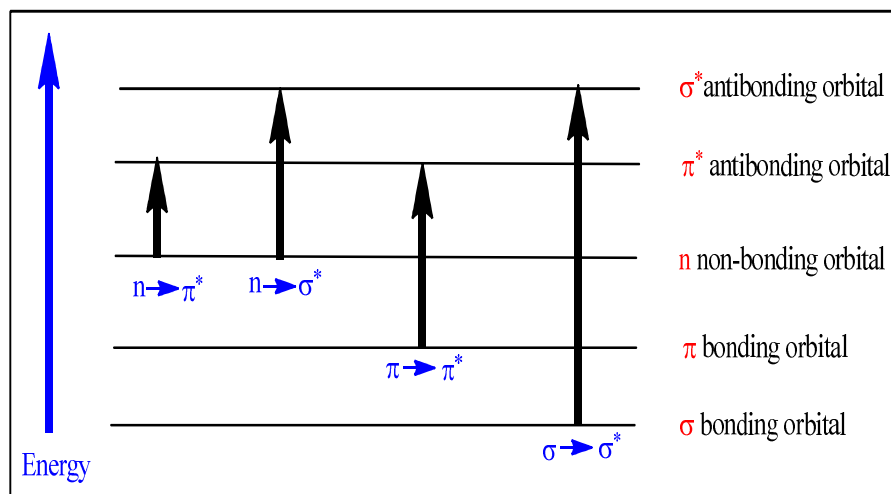 σ* antibonding orbital
π* antibonding orbital
n non-bonding orbital
n→π*
n→σ*
π bonding orbital
π→π*
σ bonding orbital
σ→σ*
Energy